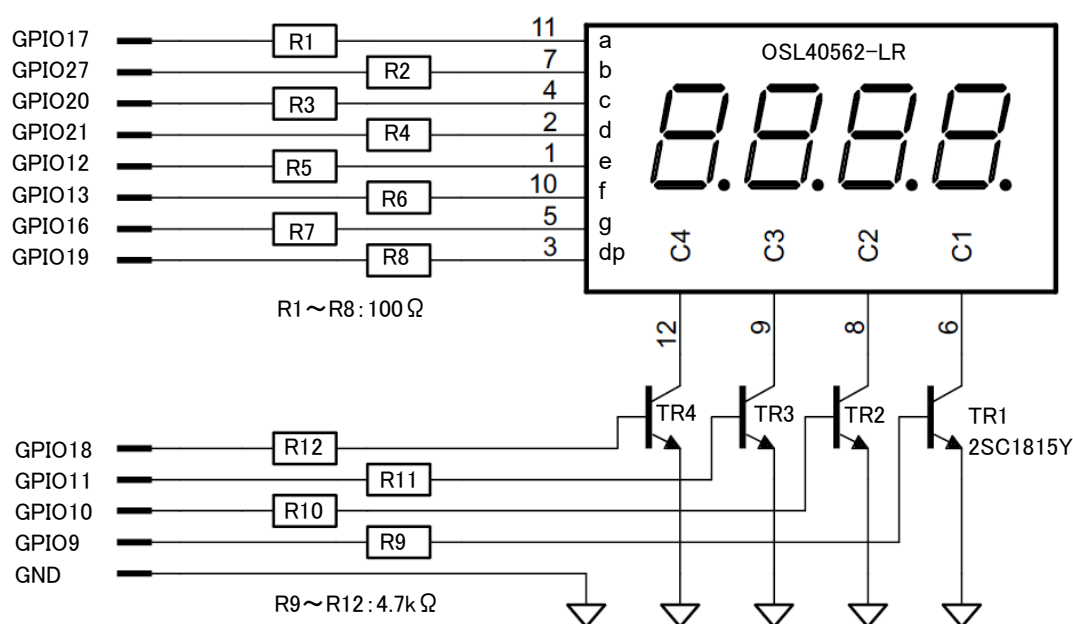 GPIO17 R1 11 a
OSL40562-LR
GPIO27 R2 7 b
GPIO20 R3 4 c
GPIO21 R4 2 d
GPIO12 R5 1 e
GPIO13 R6 10 f
GPIO16 R7 5 g
GPIO19 R8 3 dp
C4 C3 C2 C1
R1～R8:100Ω
12 9 8 6
TR4 TR3 TR2 TR1
2SC1815Y
GPIO18 R12
GPIO11 R11
GPIO10 R10
GPIO9 R9
GND
R9～R12:4.7kΩ